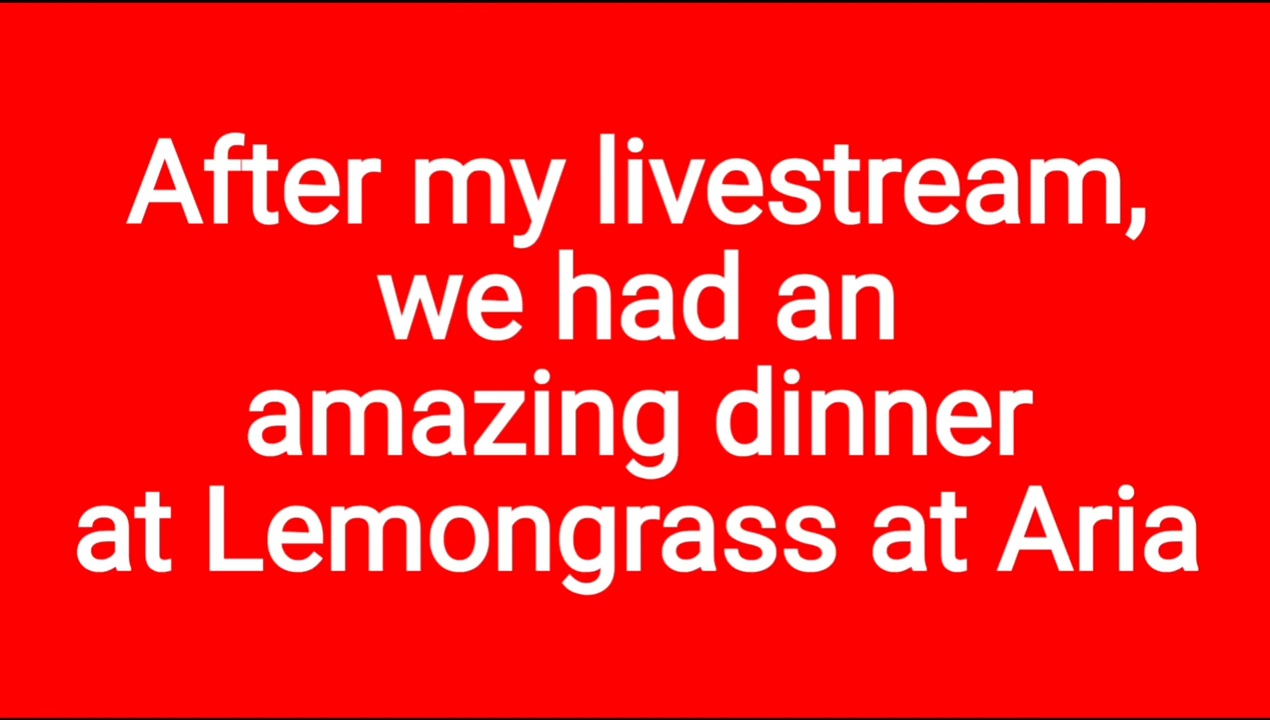 After my livestream,
we had an
amazing dinner
at Lemongrass at Aria